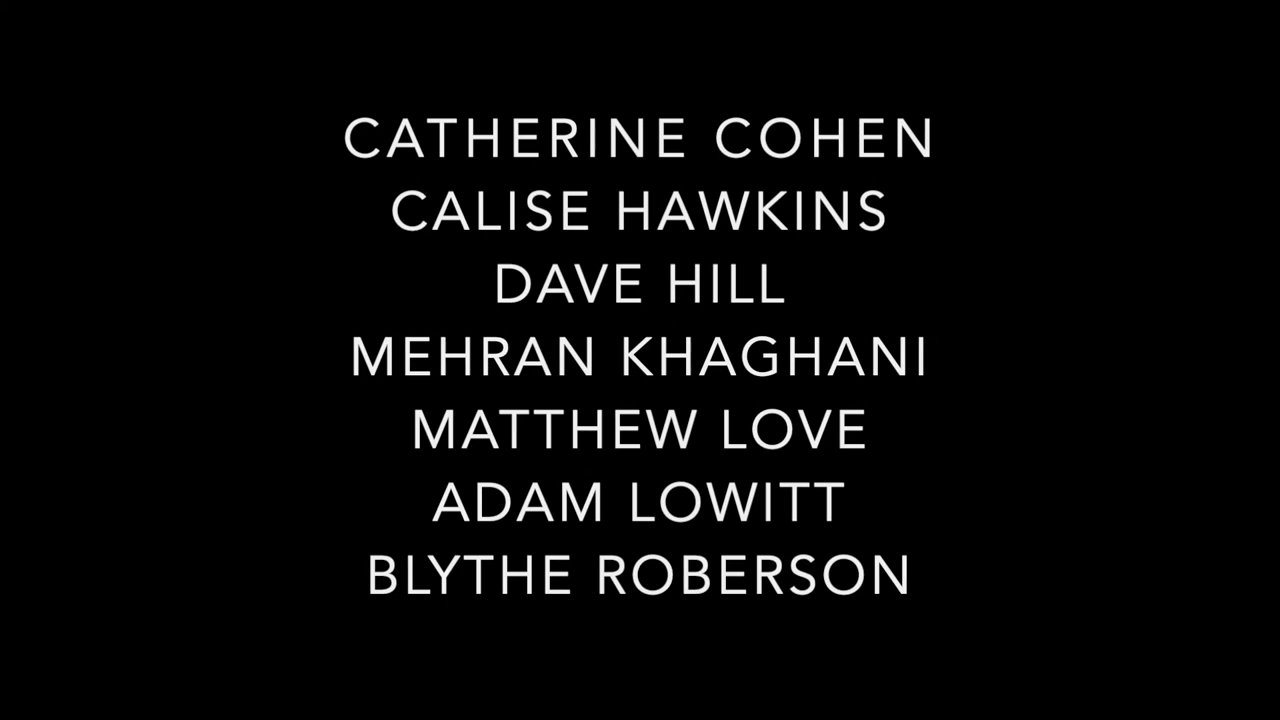 CATHERINE COHEN
CALISE HAWKINS
DAVE HILL
MEHRAN KHAGHANI
MATTHEW LOVE
ADAM LOWITT
BLYTHE ROBERSON